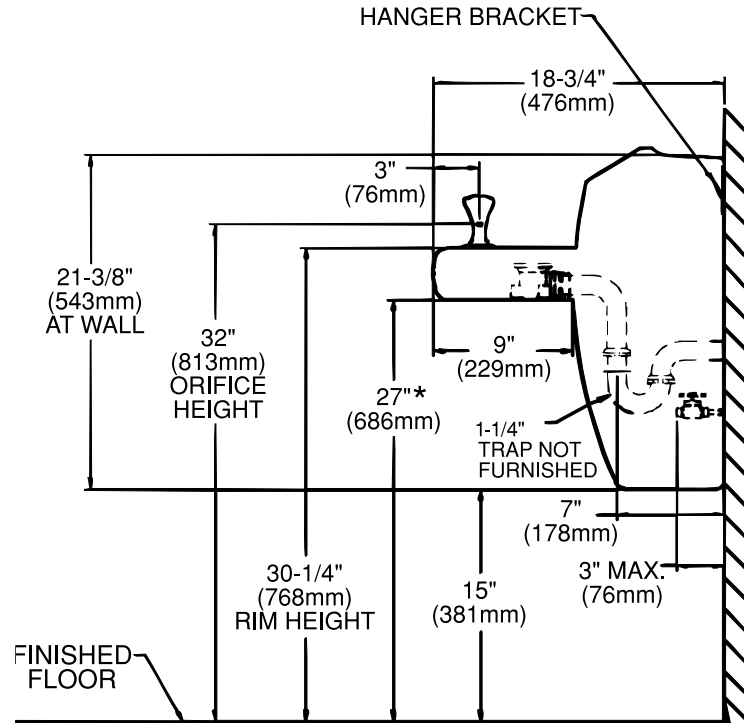 HANGER BRACKET
18-3/4"
(476mm)
3"
(76mm)
21-3/8"
(543mm)
AT WALL
32"
(813mm)
ORIFICE
HEIGHT
9"
(229mm)
27"*
(686mm)
1-1/4"
TRAP NOT
FURNISHED
7"
(178mm)
30-1/4"
(768mm)
RIM HEIGHT
15"
(381mm)
3" MAX.
(76mm)
FINISHED
FLOOR